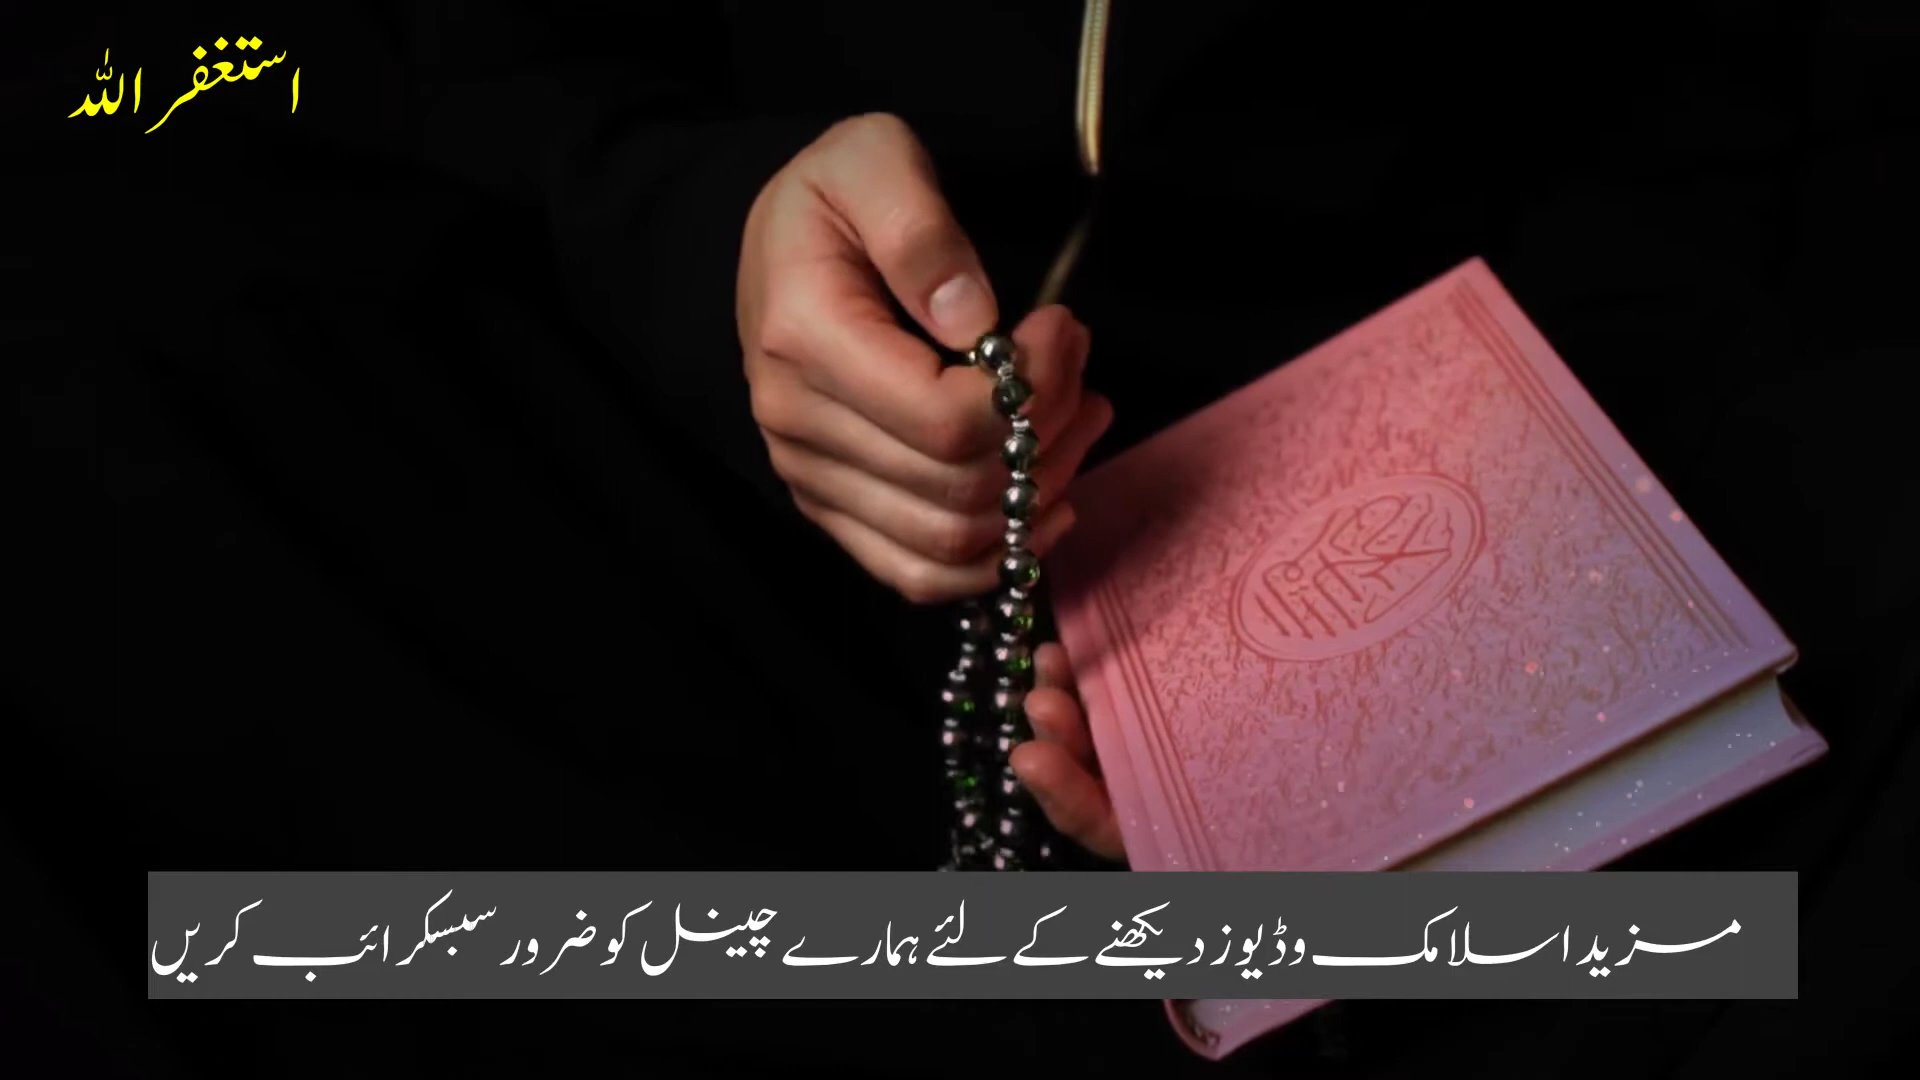 استغفر اللہ
مزید اسلامک وڈیوز دیکھنے کے لئے ہمارے چینل کو ضرور سبسکرائب کریں